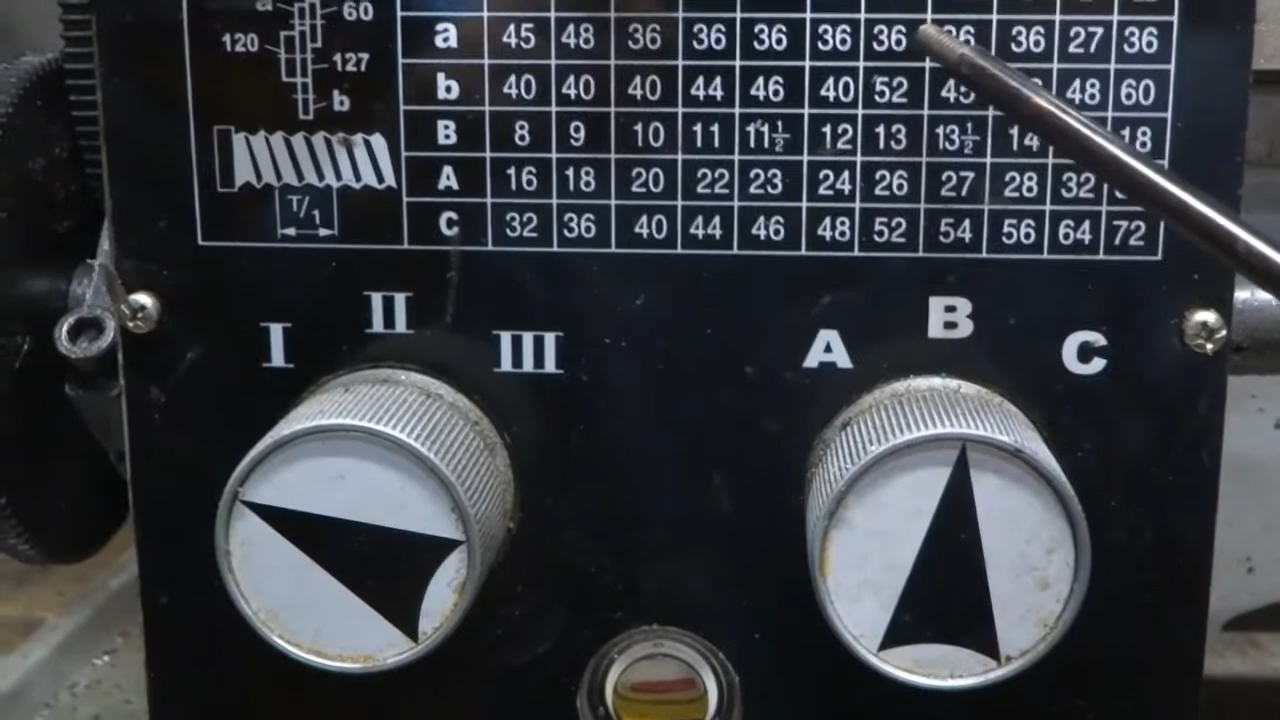 a
60
120
127
b
T/1
a 45 48 36 36 36 36 36 36 36 27 36
b 40 40 40 44 46 40 52 45 48 60
B 8 9 10 11 11½ 12 13 13½ 14 18
A 16 18 20 22 23 24 26 27 28 32
C 32 36 40 44 46 48 52 54 56 64 72
I II III
A B C